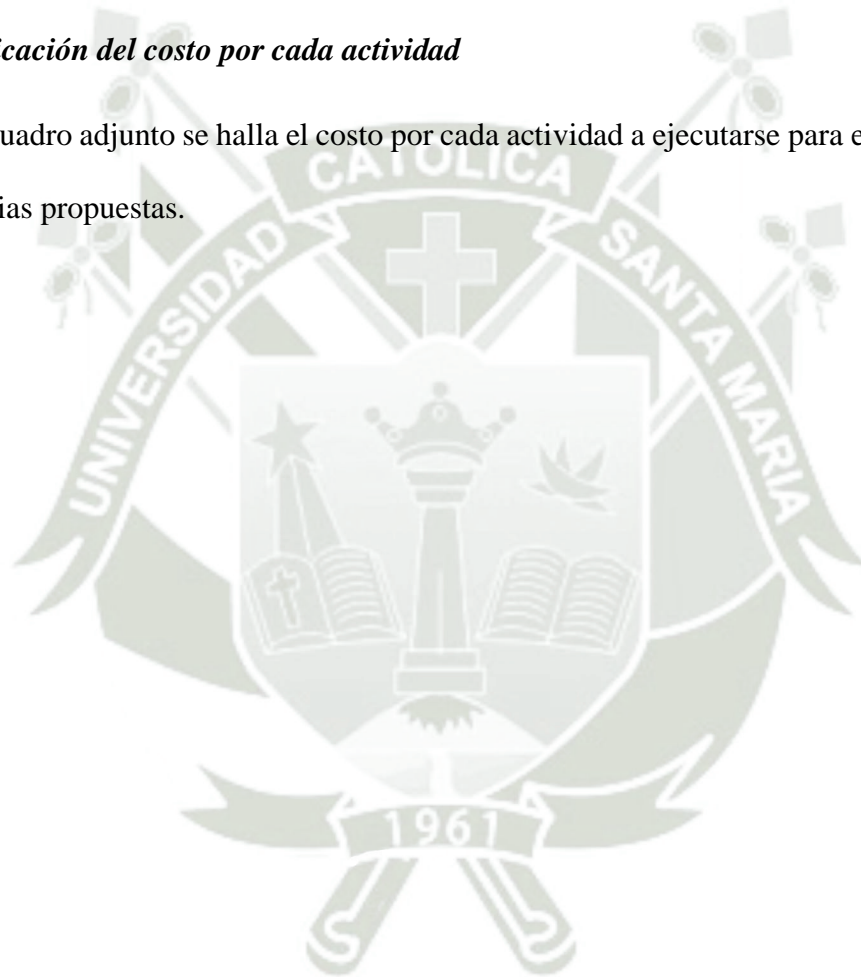 icación del costo por cada actividad
uadro adjunto se halla el costo por cada actividad a ejecutarse para e
ias propuestas.
UNIVERSIDAD CATOLICA SANTA MARIA
1961